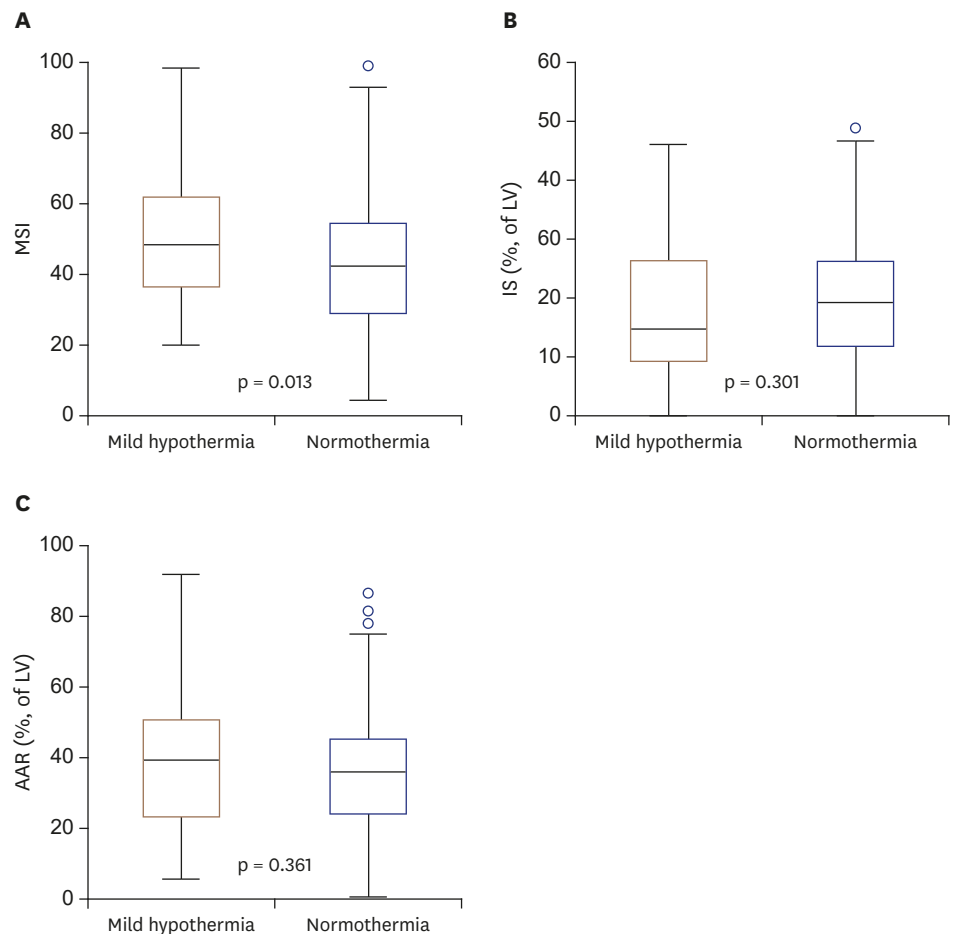 A
100
80
60
40
20
0
MSI
p = 0.013
Mild hypothermia
Normothermia
B
60
50
40
60
20
10
0
IS (%, of LV)
p = 0.301
Mild hypothermia
Normothermia
C
100
80
60
40
20
0
AAR (%, of LV)
p = 0.361
Mild hypothermia
Normothermia